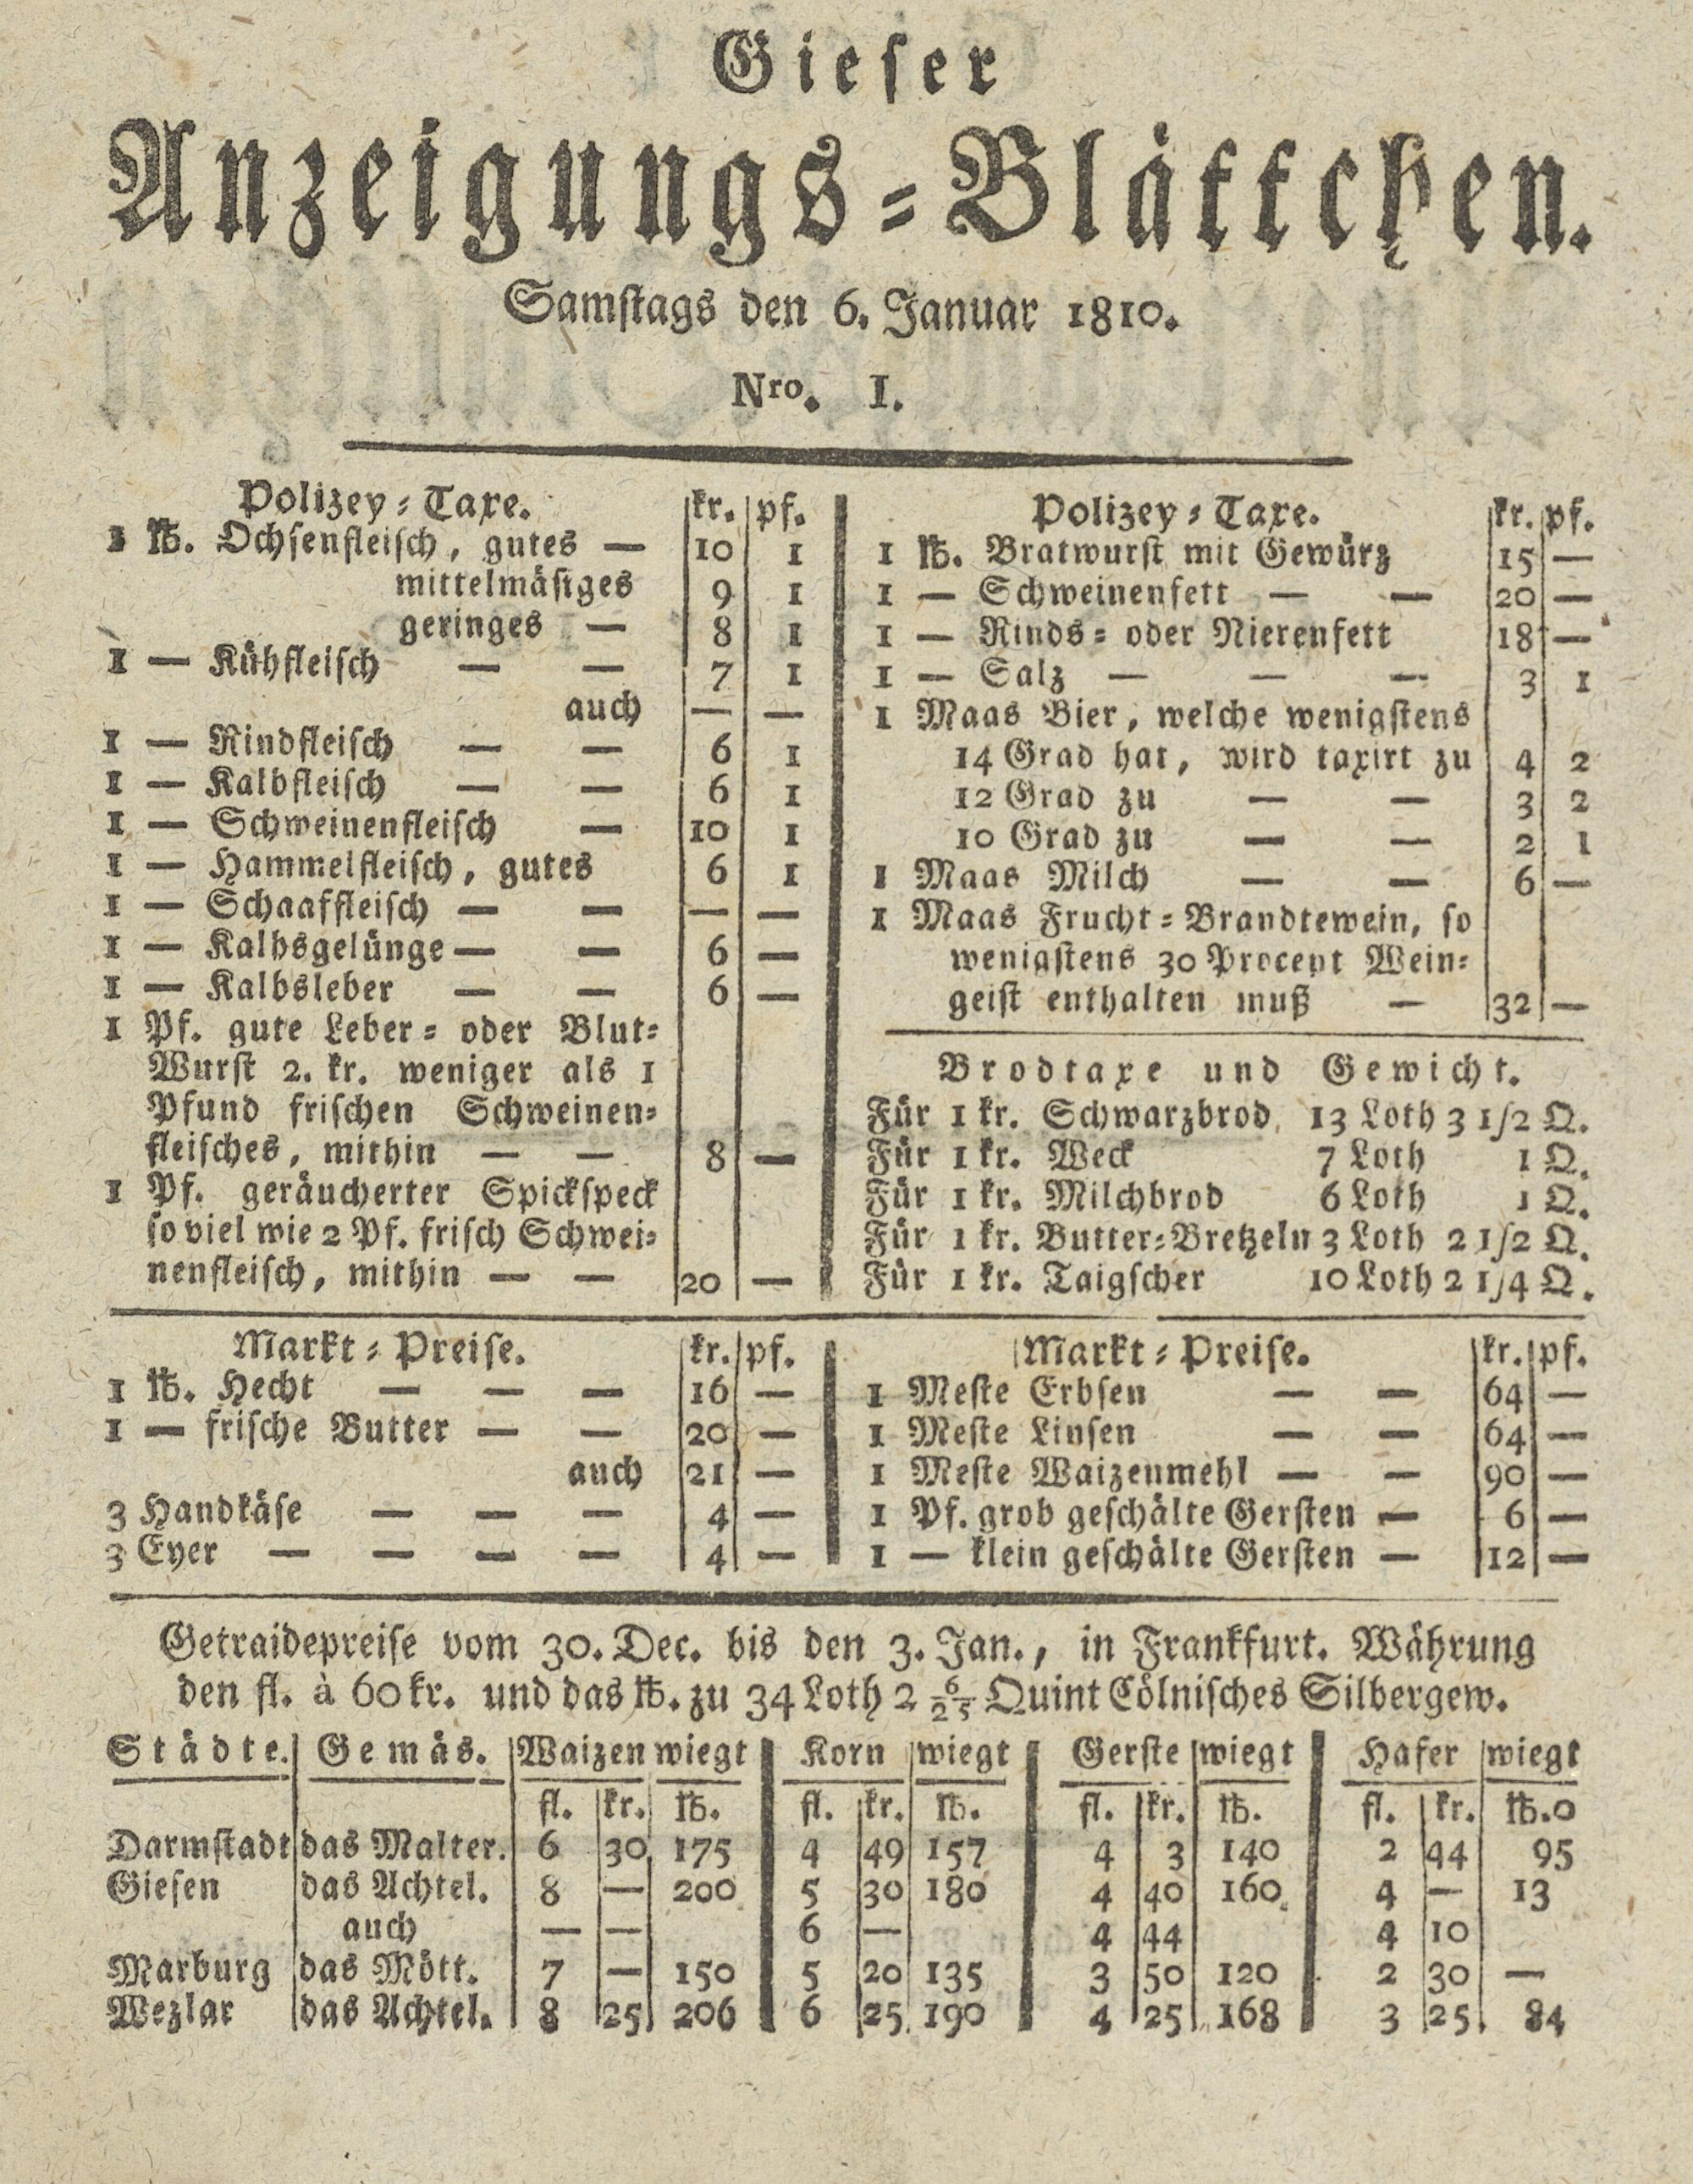 Gieser
Anzeigungs-Blättchen.
Samstags den 6. Januar 1810.
Nro. 1.
Polizey-Taxe. kr. pf.
1 ℔. Ochsenfleisch, gutes — 10 1
mittelmäsiges 9 1
geringes — 8 1
1 — Kühfleisch — — 7 1
auch — —
1 — Rindfleisch — — 6 1
1 — Kalbfleisch — — 6 1
1 — Schweinenfleisch — 10 1
1 — Hammelfleisch, gutes 6 1
1 — Schaaffleisch — — — —
1 — Kalbsgelünge — — 6 —
1 — Kalbsleber — — 6 —
1 Pf. gute Leber- oder Blut-
Wurst 2. kr. weniger als 1
Pfund frischen Schweinen-
fleisches, mithin — — 8 —
1 Pf. geräucherter Spickspeck
so viel wie 2 Pf. frisch Schwei-
nenfleisch, mithin — — 20 —
Polizey-Taxe. kr. pf.
1 ℔. Bratwurst mit Gewürz 15 —
1 — Schweinenfett — — 20 —
1 — Rinds- oder Nierenfett 18 —
1 — Salz — — — 3 1
1 Maas Bier, welche wenigstens
14 Grad hat, wird taxirt zu 4 2
12 Grad zu — — 3 2
10 Grad zu — — 2 1
1 Maas Milch — — 6 —
1 Maas Frucht-Brandtewein, so
wenigstens 30 Procent Wein-
geist enthalten muß — 32 —
Brodtaxe und Gewicht.
Für 1 kr. Schwarzbrod 13 Loth 3 1/2 Q.
Für 1 kr. Weck 7 Loth 1 Q.
Für 1 kr. Milchbrod 6 Loth 1 Q.
Für 1 kr. Butter-Bretzeln 3 Loth 2 1/2 Q.
Für 1 kr. Taigscher 10 Loth 2 1/4 Q.
Markt-Preise. kr. pf.
1 ℔. Hecht — — — 16 —
1 — frische Butter — — 20 —
auch 21 —
3 Handkäse — — — 4 —
3 Eyer — — — — 4 —
Markt-Preise. kr. pf.
1 Meste Erbsen — — 64 —
1 Meste Linsen — — 64 —
1 Meste Waizenmehl — — 90 —
1 Pf. grob geschälte Gersten — 6 —
1 — klein geschälte Gersten — 12 —
Getraidepreise vom 30. Dec. bis den 3. Jan., in Frankfurt. Währung
den fl. à 60 kr. und das ℔. zu 34 Loth 2 6/25 Quint Cölnisches Silbergew.
Städte. Gemäs. Waizen wiegt Korn wiegt Gerste wiegt Hafer wiegt
fl. kr. ℔. fl. kr. ℔. fl. kr. ℔. fl. kr. ℔.o
Darmstadt das Malter. 6 30 175 4 49 157 4 3 140 2 44 95
Giesen das Achtel. 8 — 200 5 30 180 4 40 160 4 — 13
auch — — 6 — 4 44 4 10
Marburg das Mött. 7 — 150 5 20 135 3 50 120 2 30 —
Wezlar das Achtel. 8 25 206 6 25 190 4 25 168 3 25 84